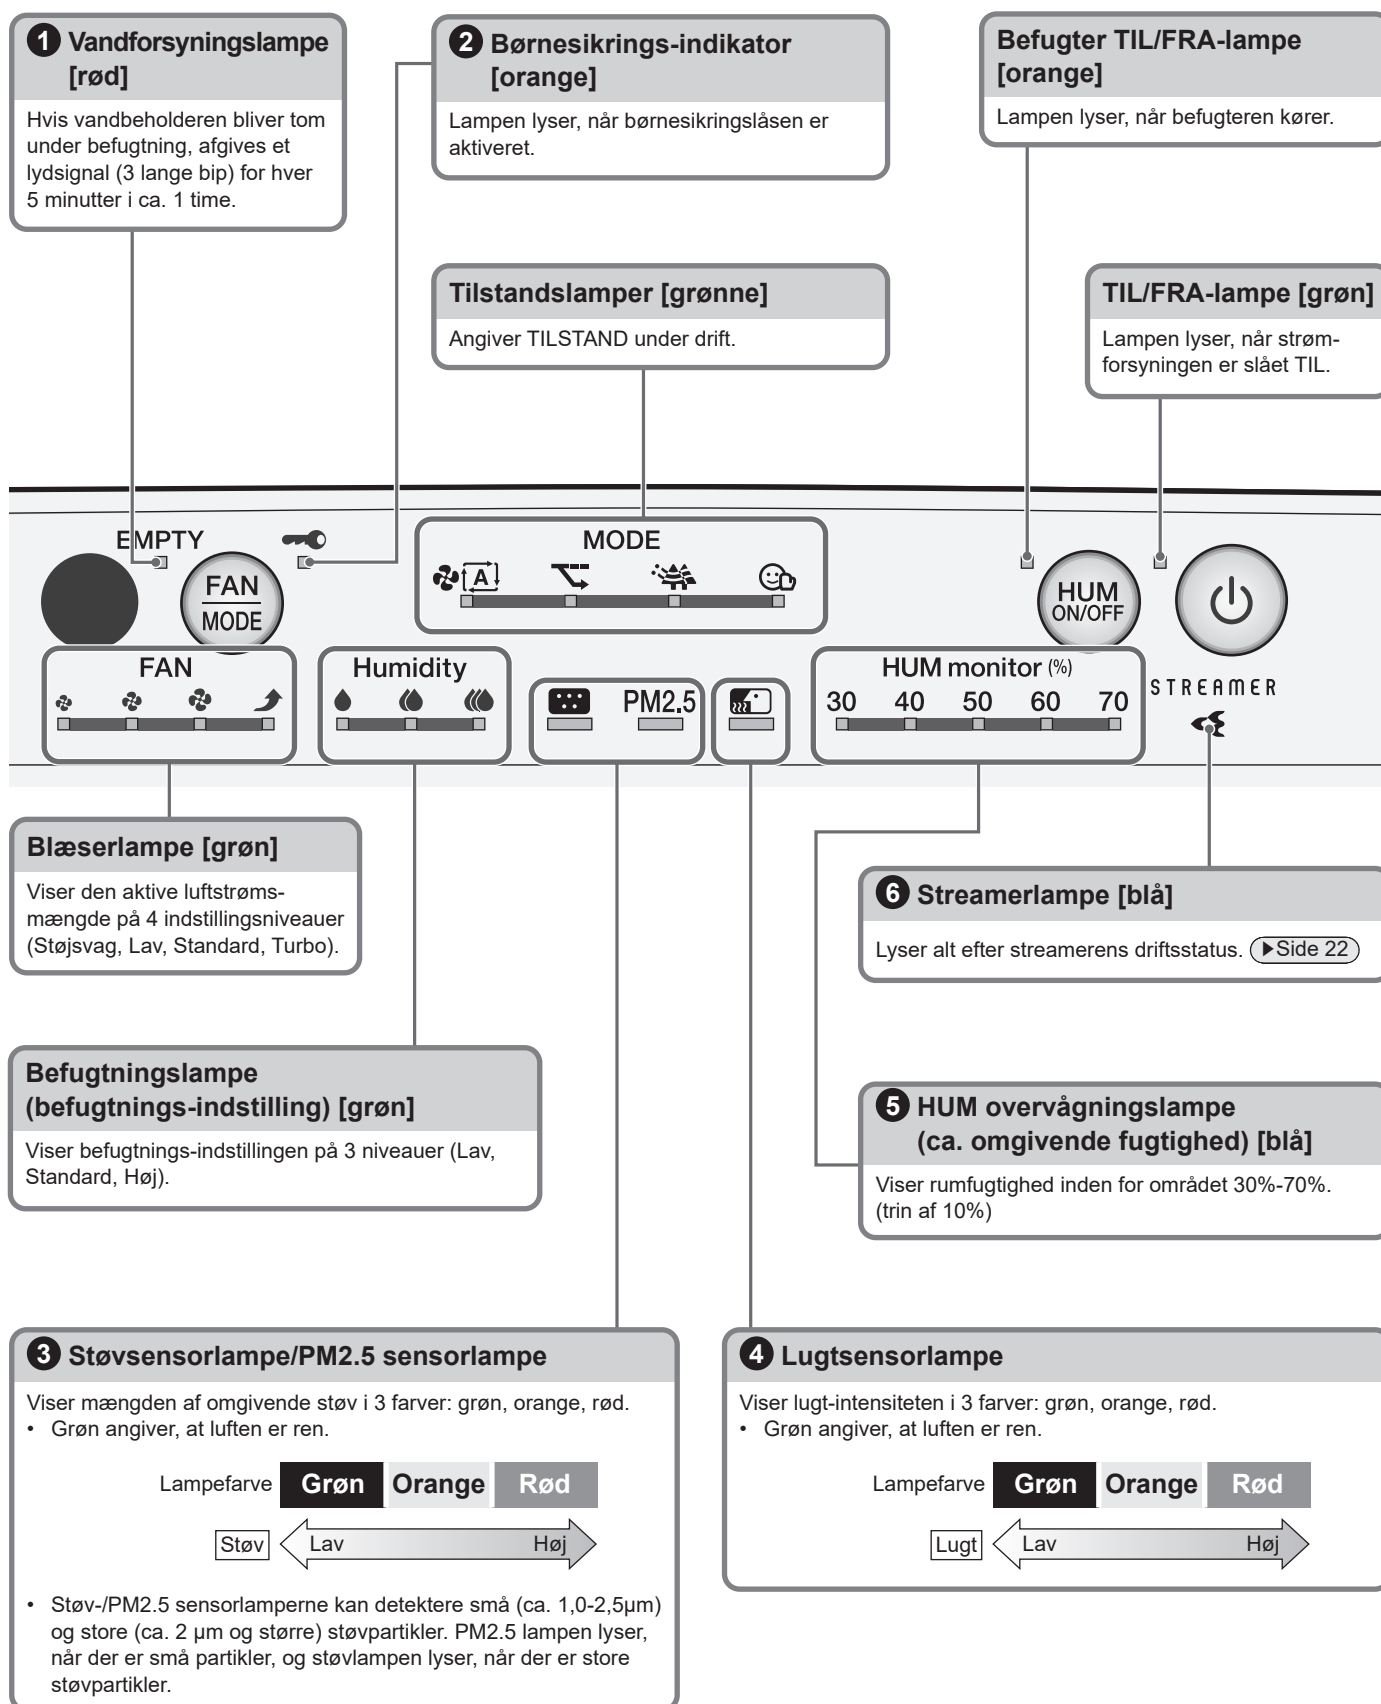 1 Vandforsyningslampe
[rød]
Hvis vandbeholderen bliver tom
under befugtning, afgives et
lydsignal (3 lange bip) for hver
5 minutter i ca. 1 time.
2 Børnesikrings-indikator
[orange]
Lampen lyser, når børnesikringslåsen er
aktiveret.
Befugter TIL/FRA-lampe
[orange]
Lampen lyser, når befugteren kører.
Tilstandslamper [grønne]
Angiver TILSTAND under drift.
TIL/FRA-lampe [grøn]
Lampen lyser, når strøm-
forsyningen er slået TIL.
EMPTY
FAN
MODE
MODE
A
HUM
ON/OFF
FAN
Humidity
PM2.5
HUM monitor (%)
30 40 50 60 70
STREAMER
Blæserlampe [grøn]
Viser den aktive luftstrøms-
mængde på 4 indstillingsniveauer
(Støjsvag, Lav, Standard, Turbo).
6 Streamerlampe [blå]
Lyser alt efter streamerens driftsstatus. ▶Side 22
Befugtningslampe
(befugtnings-indstilling) [grøn]
Viser befugtnings-indstillingen på 3 niveauer (Lav,
Standard, Høj).
5 HUM overvågningslampe
(ca. omgivende fugtighed) [blå]
Viser rumfugtighed inden for området 30%-70%.
(trin af 10%)
3 Støvsensorlampe/PM2.5 sensorlampe
Viser mængden af omgivende støv i 3 farver: grøn, orange, rød.
• Grøn angiver, at luften er ren.
Lampefarve Grøn Orange Rød
Støv Lav Høj
• Støv-/PM2.5 sensorlamperne kan detektere små (ca. 1,0-2,5µm)
og store (ca. 2 µm og større) støvpartikler. PM2.5 lampen lyser,
når der er små partikler, og støvlampen lyser, når der er store
støvpartikler.
4 Lugtsensorlampe
Viser lugt-intensiteten i 3 farver: grøn, orange, rød.
• Grøn angiver, at luften er ren.
Lampefarve Grøn Orange Rød
Lugt Lav Høj